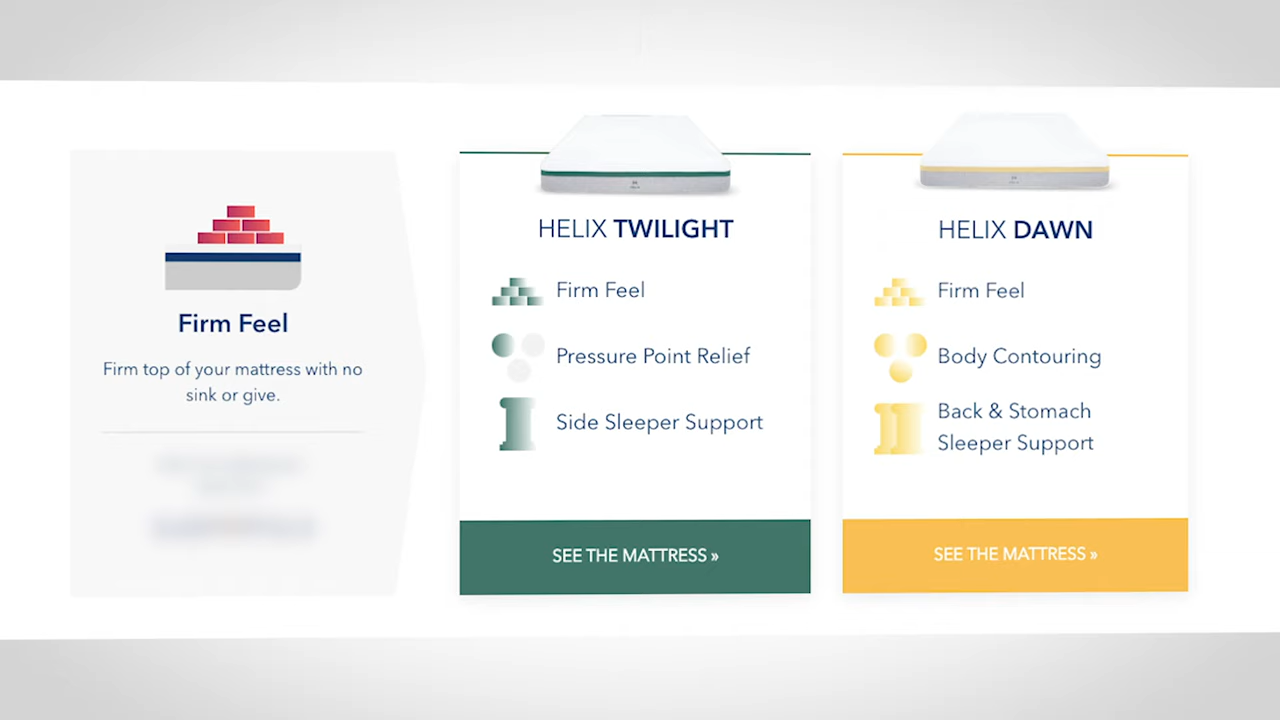 Firm Feel
Firm top of your mattress with no
sink or give.
HELIX TWILIGHT
Firm Feel
Pressure Point Relief
Side Sleeper Support
SEE THE MATTRESS »
HELIX DAWN
Firm Feel
Body Contouring
Back & Stomach
Sleeper Support
SEE THE MATTRESS »